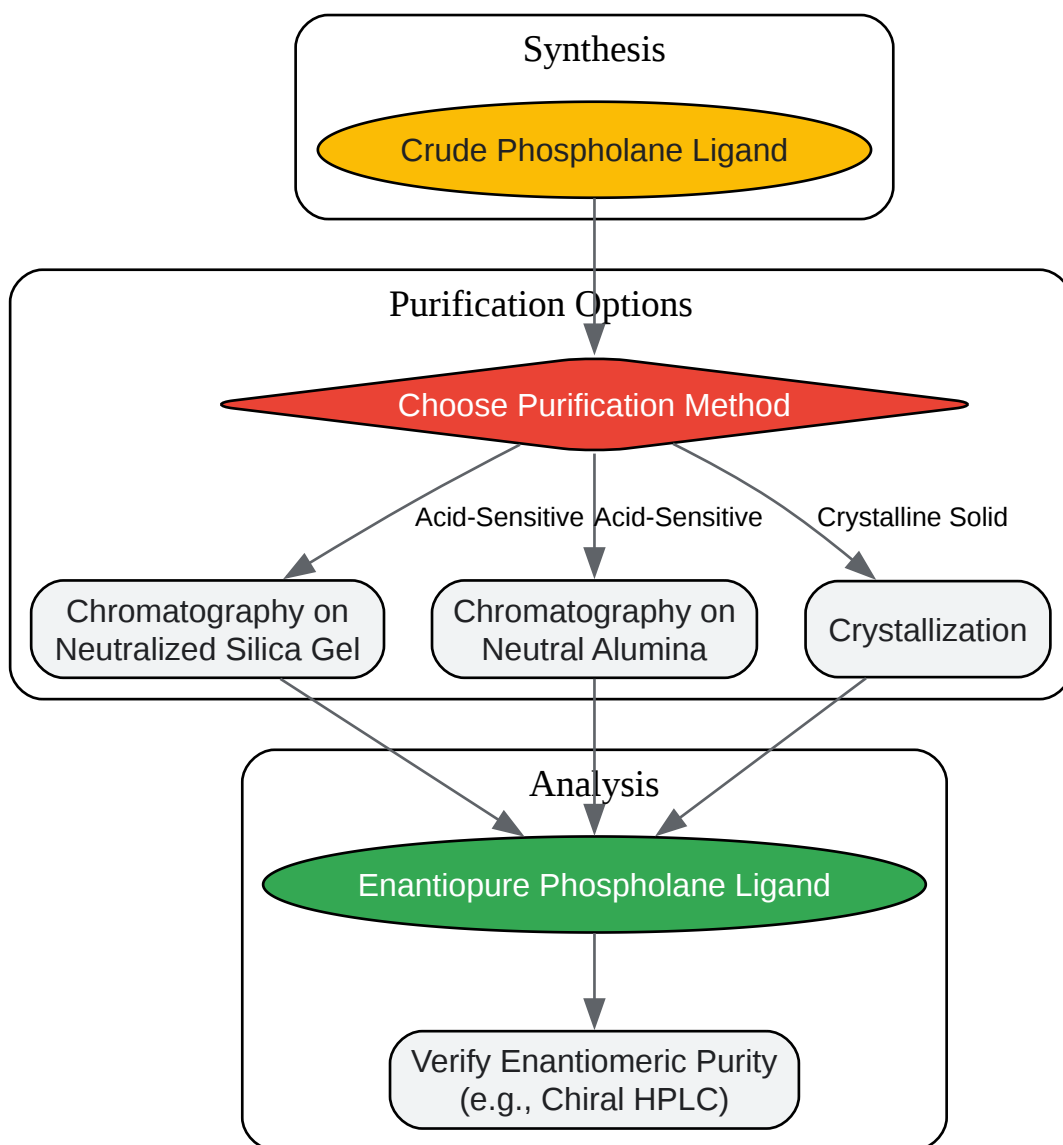 Synthesis
Crude Phospholane Ligand
Purification Options
Choose Purification Method
Acid-Sensitive
Acid-Sensitive
Crystalline Solid
Chromatography on
Neutralized Silica Gel
Chromatography on
Neutral Alumina
Crystallization
Analysis
Enantiopure Phospholane Ligand
Verify Enantiomeric Purity
(e.g., Chiral HPLC)